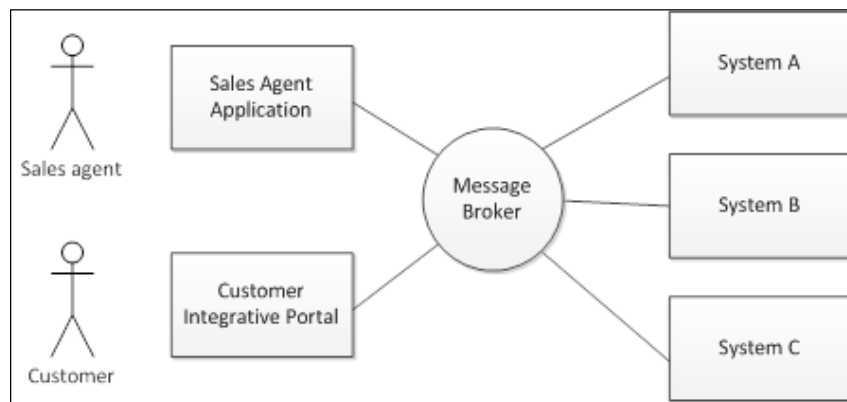 Sales agent
Sales Agent
Application
System A
Message
Broker
System B
Customer
Customer
Integrative Portal
System C